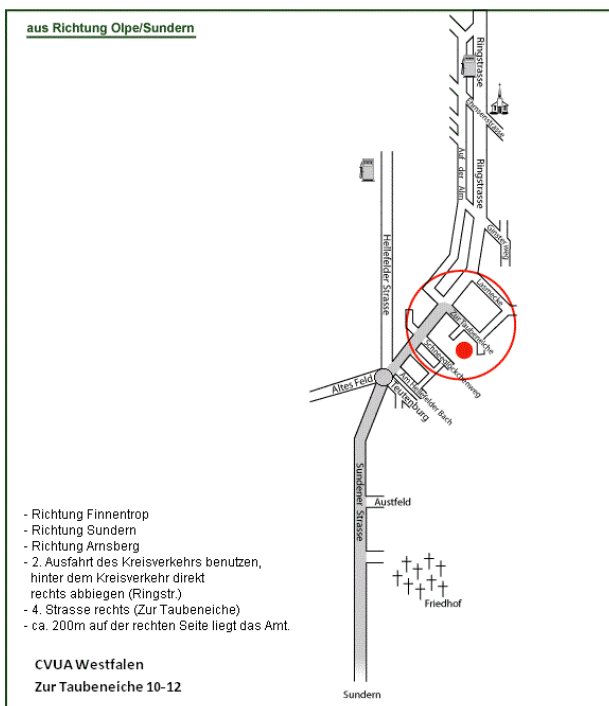 aus Richtung Olpe/Sundern
Ringstrasse
Ringstrasse
Auf der Alm
Ginsterweg
Hellefelder Strasse
Laumecke
Zur Taubeneiche
Schneeglöckchenweg
Am Hellefelder Bach
Teutenburg
Altes Feld
Sundener Strasse
Austfeld
Friedhof
Sundern
- Richtung Finnentrop
- Richtung Sundern
- Richtung Arnsberg
- 2. Ausfahrt des Kreisverkehrs benutzen,
hinter dem Kreisverkehr direkt
rechts abbiegen (Ringstr.)
- 4. Strasse rechts (Zur Taubeneiche)
- ca. 200m auf der rechten Seite liegt das Amt.
CVUA Westfalen
Zur Taubeneiche 10-12